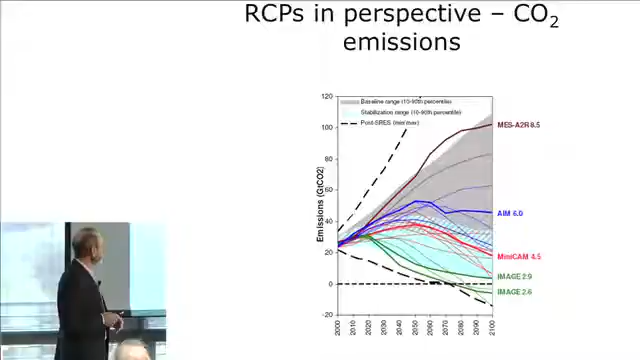 RCPs in perspective – CO2
emissions
Baseline range (10-90th percentile)
Stabilization range (10-90th percentile)
Post-SRES (min/max)
Emissions (GtCO2)
120
100
80
60
40
20
0
-20
MES-A2R 8.5
AIM 6.0
MiniCAM 4.5
IMAGE 2.9
IMAGE 2.6
2000
2010
2020
2030
2040
2050
2060
2070
2080
2090
2100